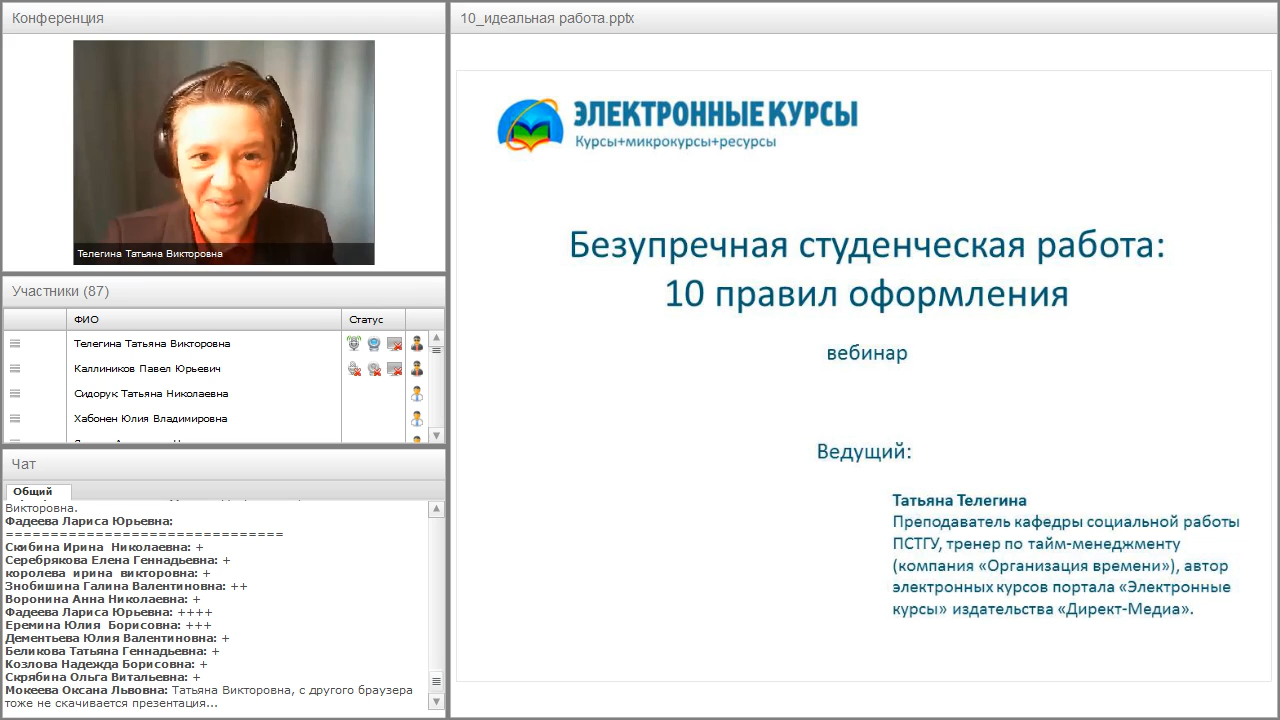 Конференция
Телегина Татьяна Викторовна
Участники (87)
ФИО Статус
Телегина Татьяна Викторовна
Каллиников Павел Юрьевич
Сидорук Татьяна Николаевна
Хабонен Юлия Владимировна
Чат
Общий
Викторовна.
Фадеева Лариса Юрьевна:
===============================
Скибина Ирина Николаевна: +
Серебрякова Елена Геннадьевна: +
королева ирина викторовна: +
Знобишина Галина Валентиновна: ++
Воронина Анна Николаевна: +
Фадеева Лариса Юрьевна: ++++
Еремина Юлия Борисовна: +++
Дементьева Юлия Валентиновна: +
Беликова Татьяна Геннадьевна: +
Козлова Надежда Борисовна: +
Скрябина Ольга Витальевна: +
Мокеева Оксана Львовна: Татьяна Викторовна, с другого браузера
тоже не скачивается презентация...
10_идеальная работа.pptx
ЭЛЕКТРОННЫЕ КУРСЫ
Курсы+микрокурсы+ресурсы
Безупречная студенческая работа:
10 правил оформления
вебинар
Ведущий:
Татьяна Телегина
Преподаватель кафедры социальной работы
ПСТГУ, тренер по тайм-менеджменту
(компания «Организация времени»), автор
электронных курсов портала «Электронные
курсы» издательства «Директ-Медиа».